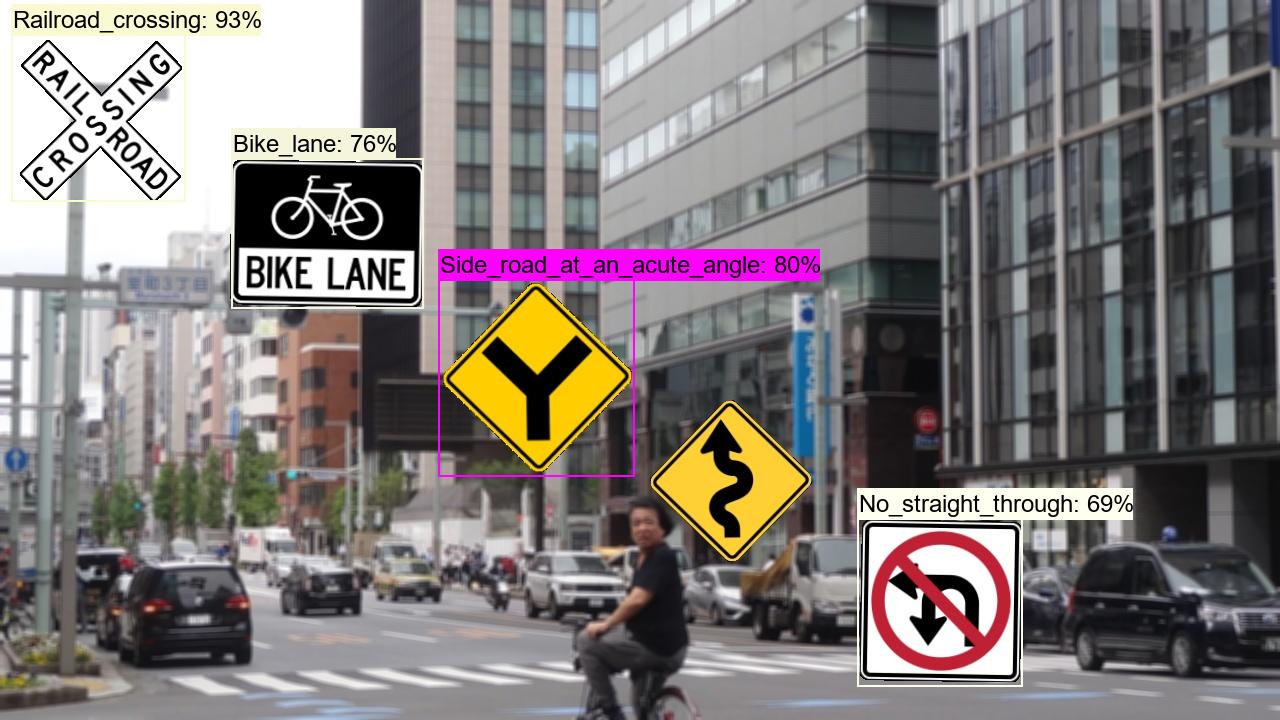 Railroad_crossing: 93%
RAILROAD
CROSSING
Bike_lane: 76%
BIKE LANE
Side_road_at_an_acute_angle: 80%
No_straight_through: 69%